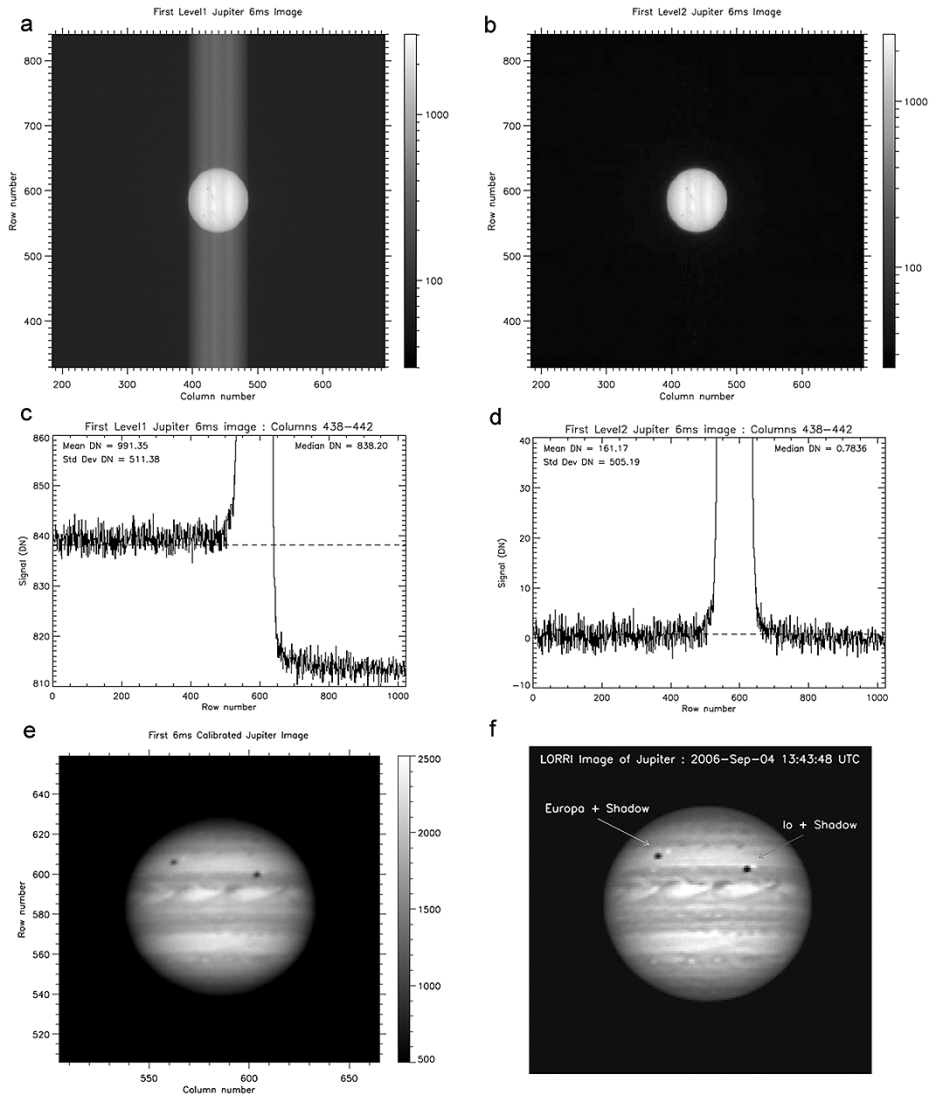 a
First Level1 Jupiter 6ms Image
800
700
600
500
400
Row number
200
300
400
500
600
Column number
1000
100
b
First Level2 Jupiter 6ms Image
800
700
600
500
400
Row number
200
300
400
500
600
Column number
1000
100
c
First Level1 Jupiter 6ms image : Columns 438-442
Mean DN = 991.35
Std Dev DN = 511.38
Median DN = 838.20
860
850
840
830
820
810
Signal (DN)
0
200
400
600
800
1000
Row number
d
First Level2 Jupiter 6ms image : Columns 438-442
Mean DN = 161.17
Std Dev DN = 505.19
Median DN = 0.7836
40
30
20
10
0
-10
Signal (DN)
0
200
400
600
800
1000
Row number
e
First 6ms Calibrated Jupiter Image
640
620
600
580
560
540
520
Row number
550
600
650
Column number
2500
2000
1500
1000
500
f
LORRI Image of Jupiter : 2006-Sep-04 13:43:48 UTC
Europa + Shadow
Io + Shadow